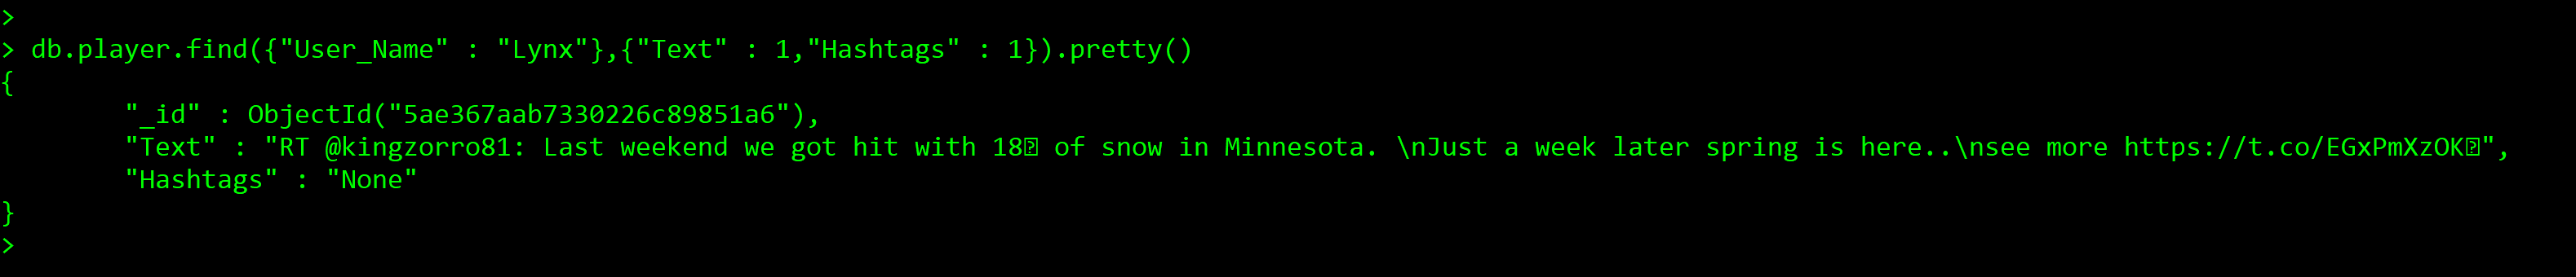 >
> db.player.find({"User_Name" : "Lynx"},{"Text" : 1,"Hashtags" : 1}).pretty()
{
        "_id" : ObjectId("5ae367aab7330226c89851a6"),
        "Text" : "RT @kingzorro81: Last weekend we got hit with 18⍰ of snow in Minnesota. \nJust a week later spring is here..\nsee more https://t.co/EGxPmXzOK⍰",
        "Hashtags" : "None"
}
>